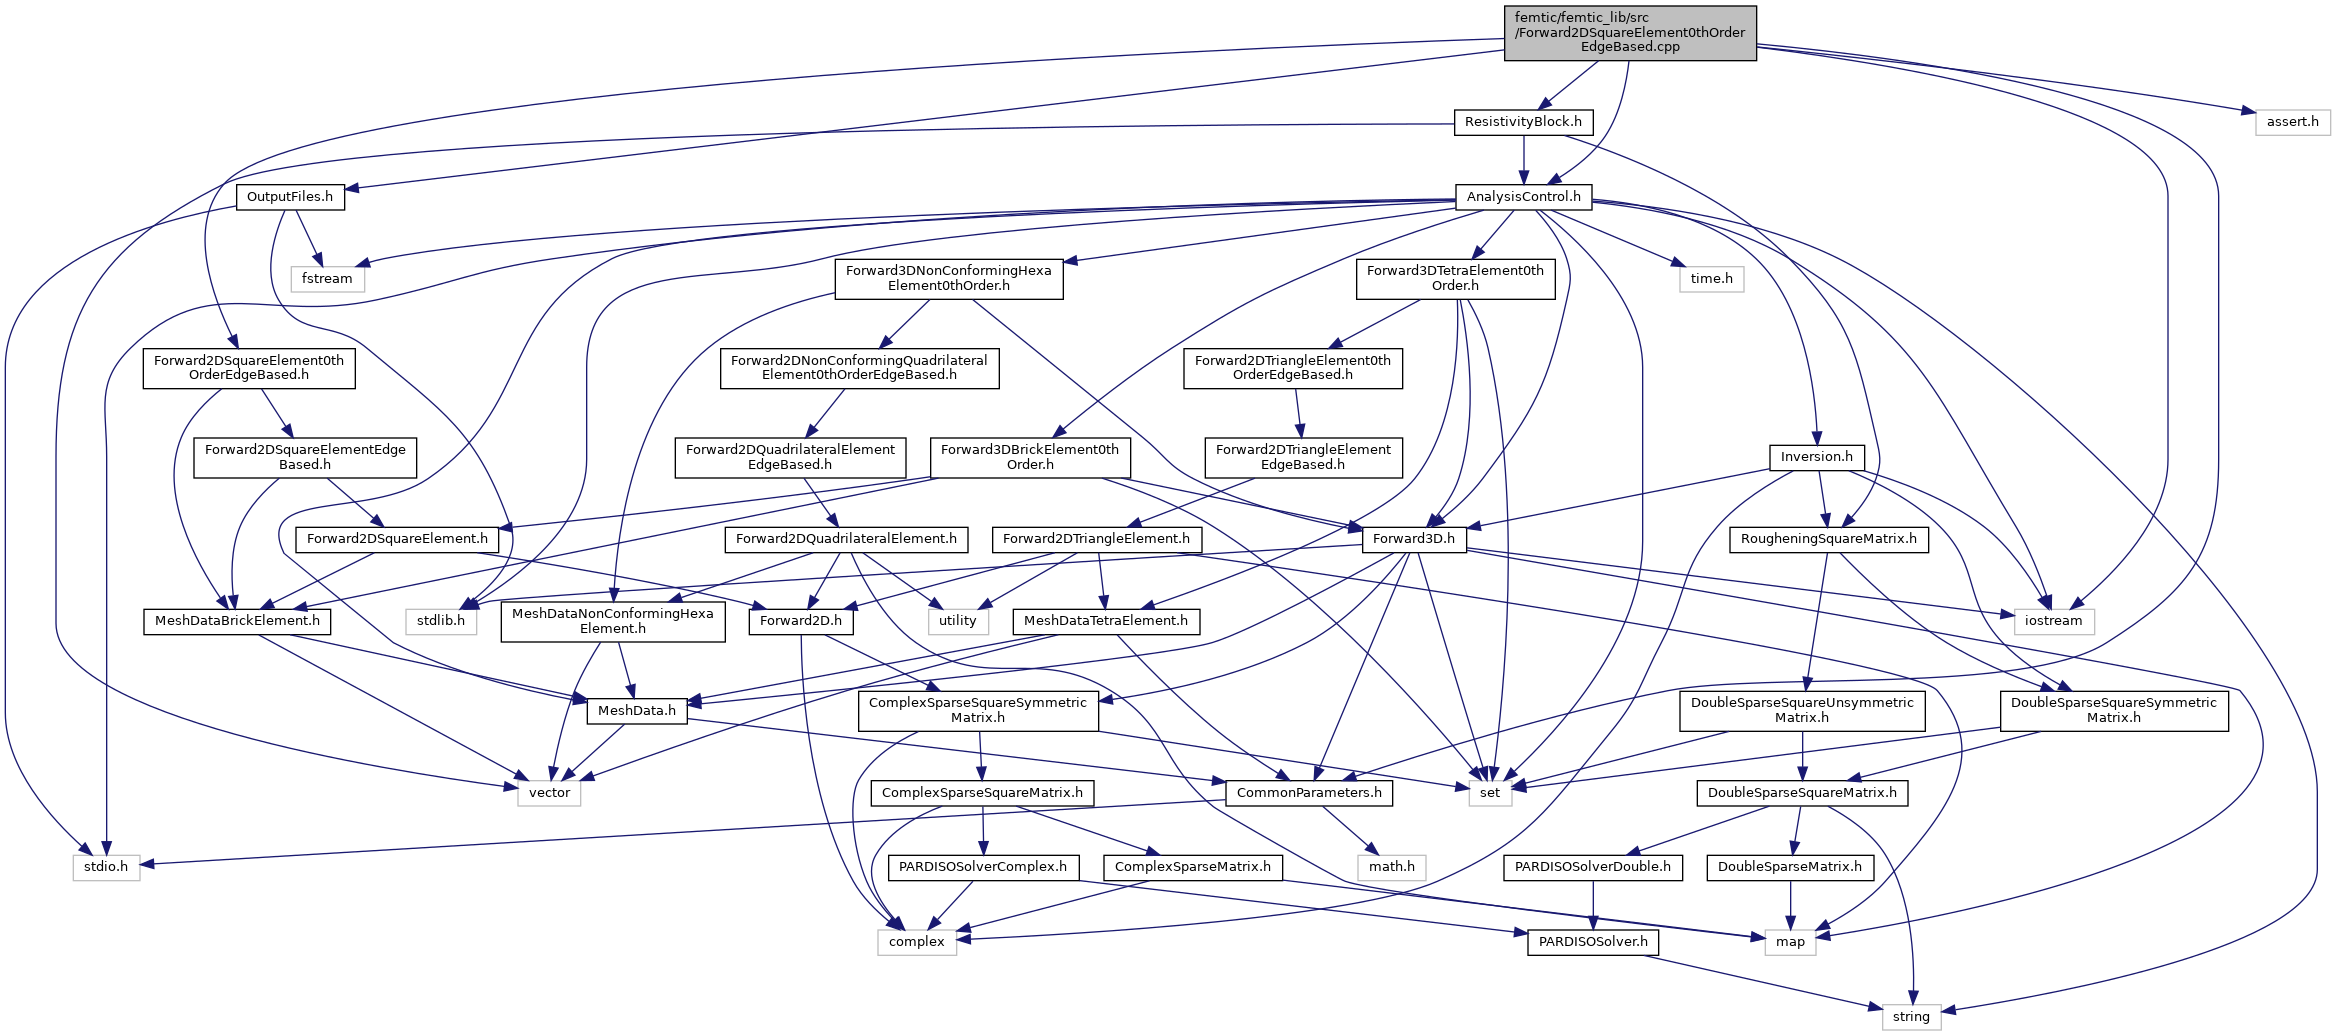 femtic/femtic_lib/src
/Forward2DSquareElement0thOrder
EdgeBased.cpp
ResistivityBlock.h
assert.h
OutputFiles.h
AnalysisControl.h
fstream
Forward3DNonConformingHexa
Element0thOrder.h
Forward3DTetraElement0th
Order.h
time.h
Forward2DSquareElement0th
OrderEdgeBased.h
Forward2DNonConformingQuadrilateral
Element0thOrderEdgeBased.h
Forward2DTriangleElement0th
OrderEdgeBased.h
Forward2DSquareElementEdge
Based.h
Forward2DQuadrilateralElement
EdgeBased.h
Forward3DBrickElement0th
Order.h
Forward2DTriangleElement
EdgeBased.h
Inversion.h
Forward2DSquareElement.h
Forward2DQuadrilateralElement.h
Forward2DTriangleElement.h
Forward3D.h
RougheningSquareMatrix.h
MeshDataBrickElement.h
stdlib.h
MeshDataNonConformingHexa
Element.h
Forward2D.h
utility
MeshDataTetraElement.h
iostream
MeshData.h
ComplexSparseSquareSymmetric
Matrix.h
DoubleSparseSquareUnsymmetric
Matrix.h
DoubleSparseSquareSymmetric
Matrix.h
vector
ComplexSparseSquareMatrix.h
CommonParameters.h
set
DoubleSparseSquareMatrix.h
stdio.h
PARDISOSolverComplex.h
ComplexSparseMatrix.h
math.h
PARDISOSolverDouble.h
DoubleSparseMatrix.h
complex
PARDISOSolver.h
map
string